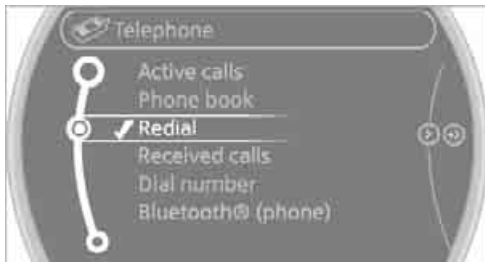 Telephone
Active calls
Phone book
Redial
Received calls
Dial number
Bluetooth® (phone)